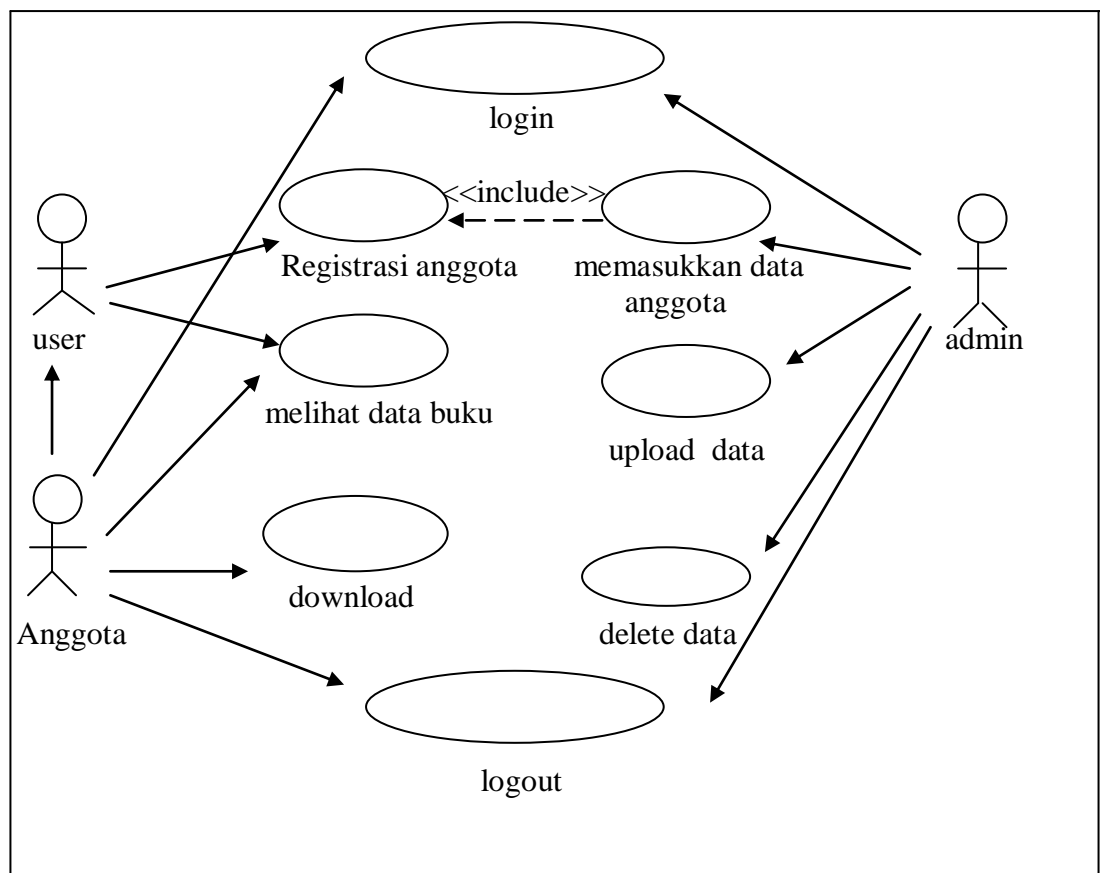 login
<<include>>
Registrasi anggota
memasukkan data
anggota
user
admin
melihat data buku
upload  data
download
Anggota
delete data
logout